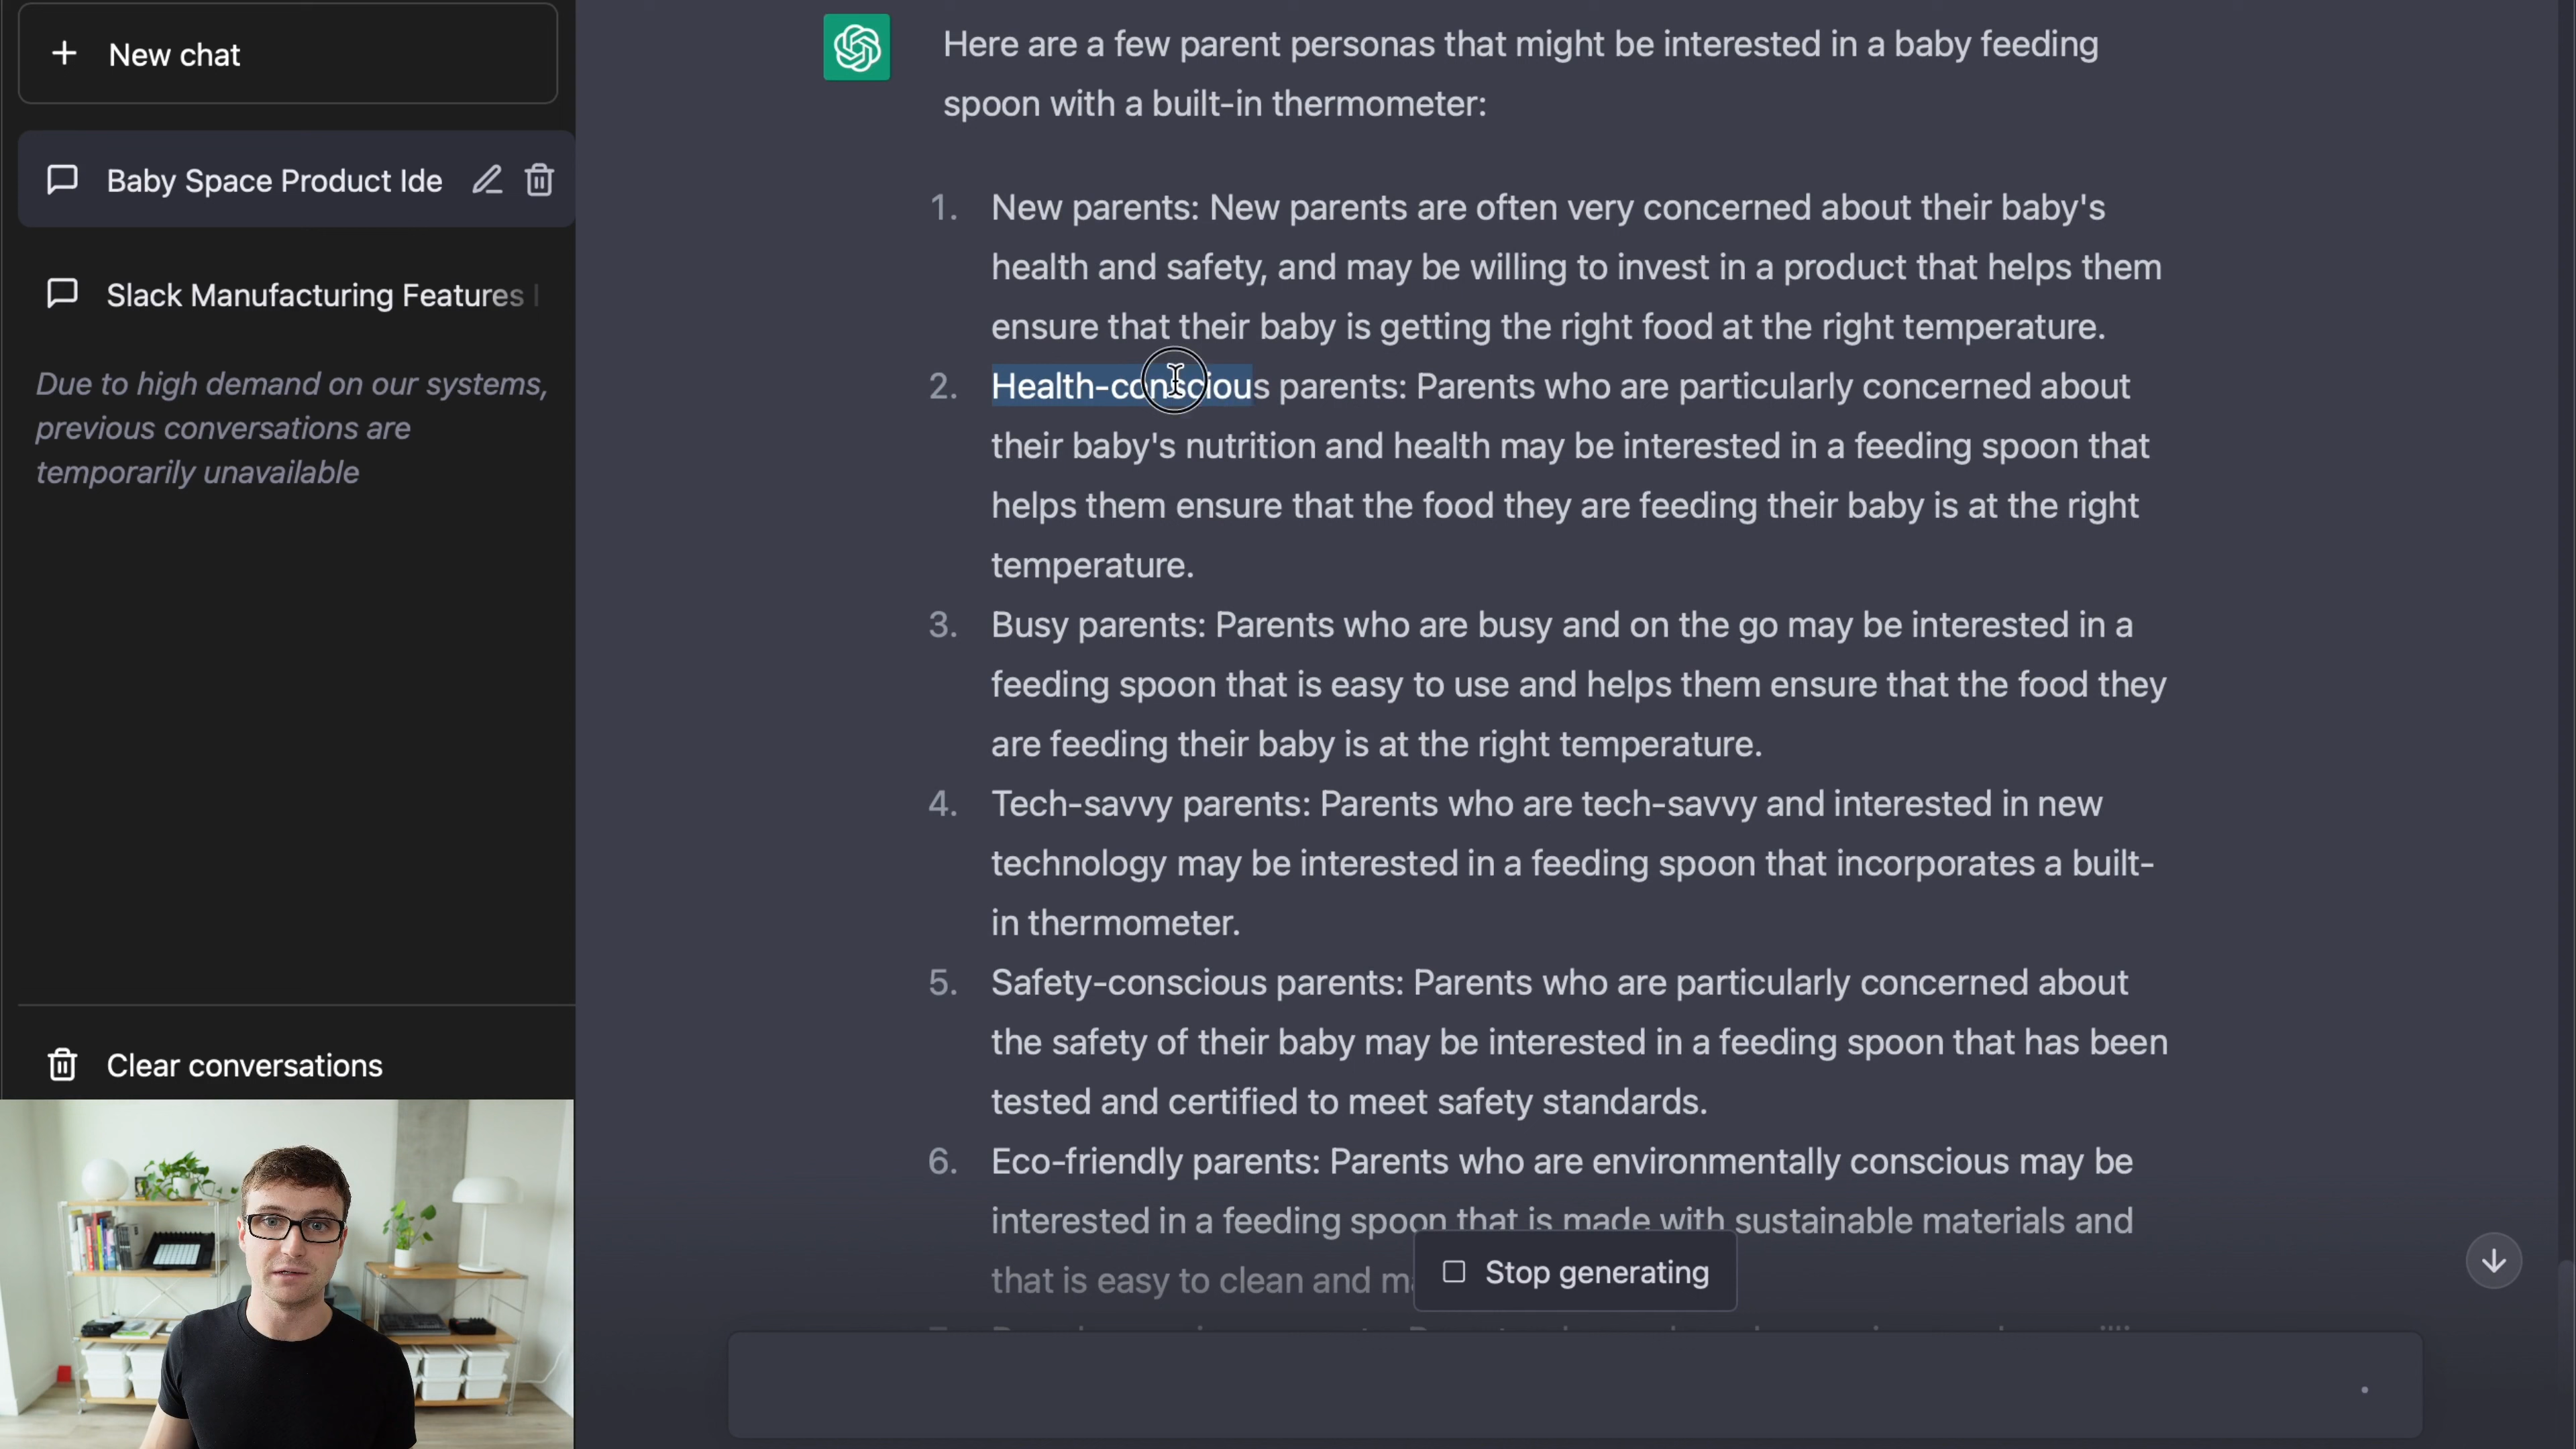 New chat
Baby Space Product Ide
Slack Manufacturing Features
Due to high demand on our systems,
previous conversations are
temporarily unavailable
Clear conversations
Here are a few parent personas that might be interested in a baby feeding
spoon with a built-in thermometer:
1. New parents: New parents are often very concerned about their baby's
health and safety, and may be willing to invest in a product that helps them
ensure that their baby is getting the right food at the right temperature.
2. Health-conscious parents: Parents who are particularly concerned about
their baby's nutrition and health may be interested in a feeding spoon that
helps them ensure that the food they are feeding their baby is at the right
temperature.
3. Busy parents: Parents who are busy and on the go may be interested in a
feeding spoon that is easy to use and helps them ensure that the food they
are feeding their baby is at the right temperature.
4. Tech-savvy parents: Parents who are tech-savvy and interested in new
technology may be interested in a feeding spoon that incorporates a built-
in thermometer.
5. Safety-conscious parents: Parents who are particularly concerned about
the safety of their baby may be interested in a feeding spoon that has been
tested and certified to meet safety standards.
6. Eco-friendly parents: Parents who are environmentally conscious may be
interested in a feeding spoon that is made with sustainable materials and
that is easy to clean and
Stop generating